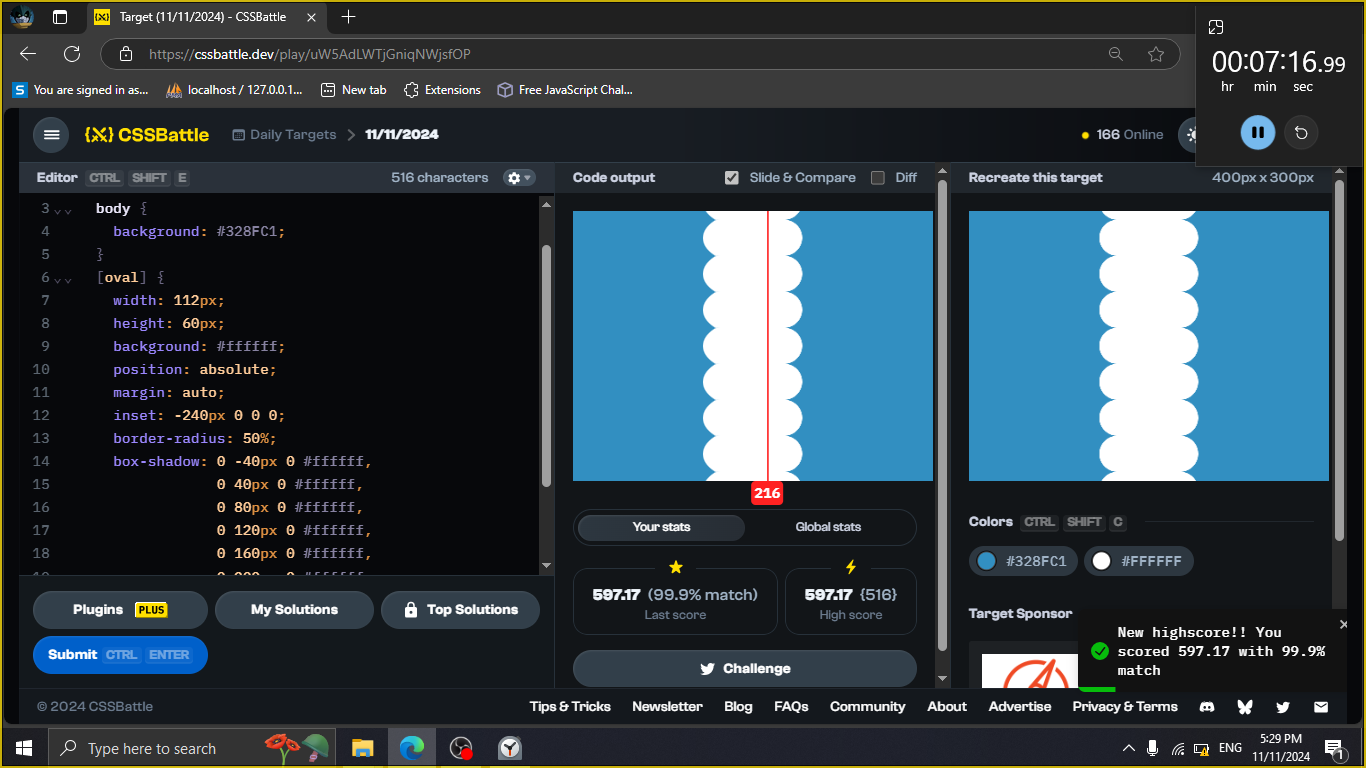 Target (11/11/2024) - CSSBattle
https://cssbattle.dev/play/uW5AdLWTjGniqNWjsfOP
00:07:16.99
hr min sec
You are signed in as...
localhost / 127.0.0.1...
New tab
Extensions
Free JavaScript Chal...
{X} CSSBattle
Daily Targets > 11/11/2024
166 Online
Editor CTRL SHIFT E
516 characters
Code output
Slide & Compare
Diff
Recreate this target
400px x 300px
3 body {
4 background: #328FC1;
5 }
6 [oval] {
7 width: 112px;
8 height: 60px;
9 background: #ffffff;
10 position: absolute;
11 margin: auto;
12 inset: -240px 0 0 0;
13 border-radius: 50%;
14 box-shadow: 0 -40px 0 #ffffff,
15 0 40px 0 #ffffff,
16 0 80px 0 #ffffff,
17 0 120px 0 #ffffff,
18 0 160px 0 #ffffff,
216
Your stats
Global stats
597.17 (99.9% match)
Last score
597.17 {516}
High score
Challenge
Colors CTRL SHIFT C
#328FC1
#FFFFFF
Target Sponsor
New highscore!! You
scored 597.17 with 99.9%
match
Plugins PLUS
My Solutions
Top Solutions
Submit CTRL ENTER
© 2024 CSSBattle
Tips & Tricks
Newsletter
Blog
FAQs
Community
About
Advertise
Privacy & Terms
Type here to search
ENG
5:29 PM
11/11/2024
1